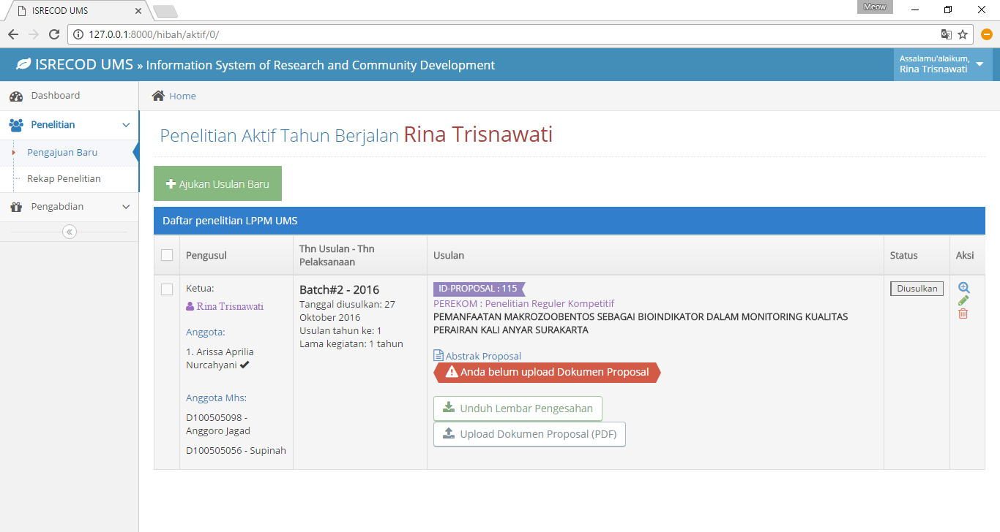 ISRECOD UMS
Meow
127.0.0.1:8000/hibah/aktif/0/
ISRECOD UMS » Information System of Research and Community Development
Assalamu'alaikum,
Rina Trisnawati
Dashboard
Penelitian
Pengajuan Baru
Rekap Penelitian
Pengabdian
Home
Penelitian Aktif Tahun Berjalan Rina Trisnawati
Ajukan Usulan Baru
Daftar penelitian LPPM UMS
Pengusul
Thn Usulan - Thn
Pelaksanaan
Usulan
Status
Aksi
Ketua:
Rina Trisnawati
Anggota:
1. Arissa Aprilia
Nurcahyani
Anggota Mhs:
D100505098 -
Anggoro Jagad
D100505056 - Supinah
Batch#2 - 2016
Tanggal diusulkan: 27
Oktober 2016
Usulan tahun ke: 1
Lama kegiatan: 1 tahun
ID-PROPOSAL : 115
PEREKOM : Penelitian Reguler Kompetitif
PEMANFAATAN MAKROZOOBENTOS SEBAGAI BIOINDIKATOR DALAM MONITORING KUALITAS
PERAIRAN KALI ANYAR SURAKARTA
Abstrak Proposal
Anda belum upload Dokumen Proposal
Unduh Lembar Pengesahan
Upload Dokumen Proposal (PDF)
Diusulkan